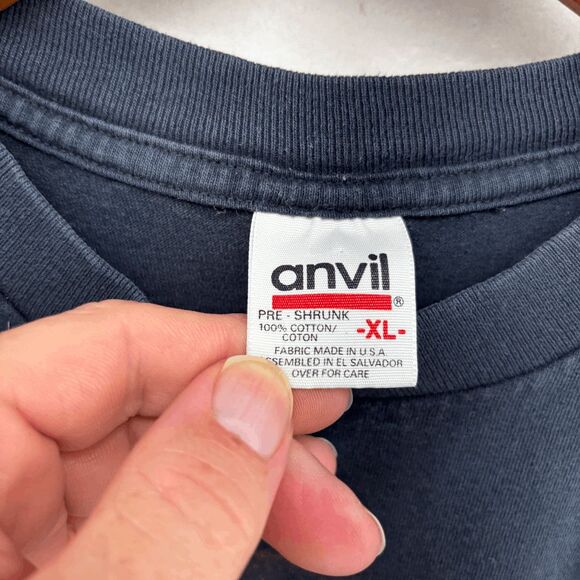 anvil
®
PRE - SHRUNK
100% COTTON/
COTON
-XL-
FABRIC MADE IN U.S.A.
ASSEMBLED IN EL SALVADOR
OVER FOR CARE